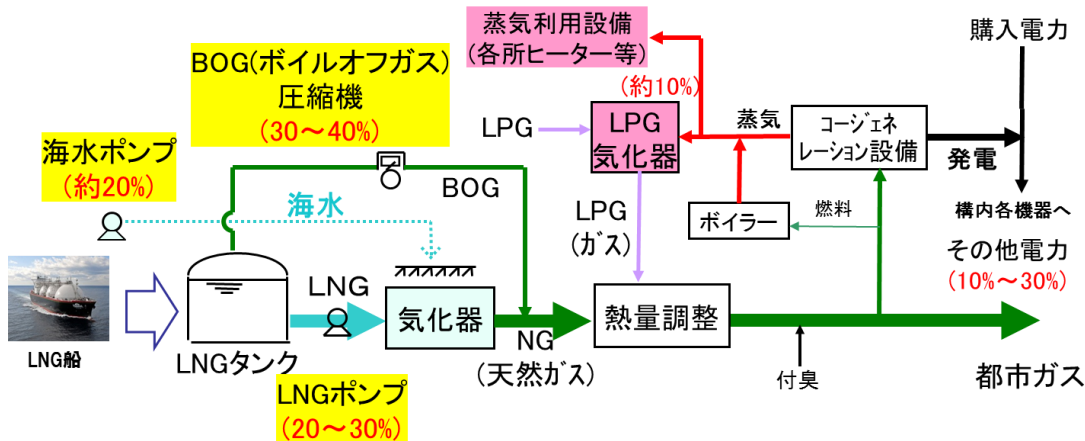 蒸気利用設備
(各所ヒーター等)
(約10%)
購入電力
BOG(ボイルオフガス)
圧縮機
(30～40%)
LPG
LPG
気化器
蒸気
コージェネ
レーション設備
発電
海水ポンプ
(約20%)
BOG
海水
LPG
(ガス)
ボイラー
燃料
構内各機器へ
その他電力
(10%～30%)
LNG
気化器
NG
(天然ガス)
熱量調整
LNG船
LNGタンク
付臭
都市ガス
LNGポンプ
(20～30%)